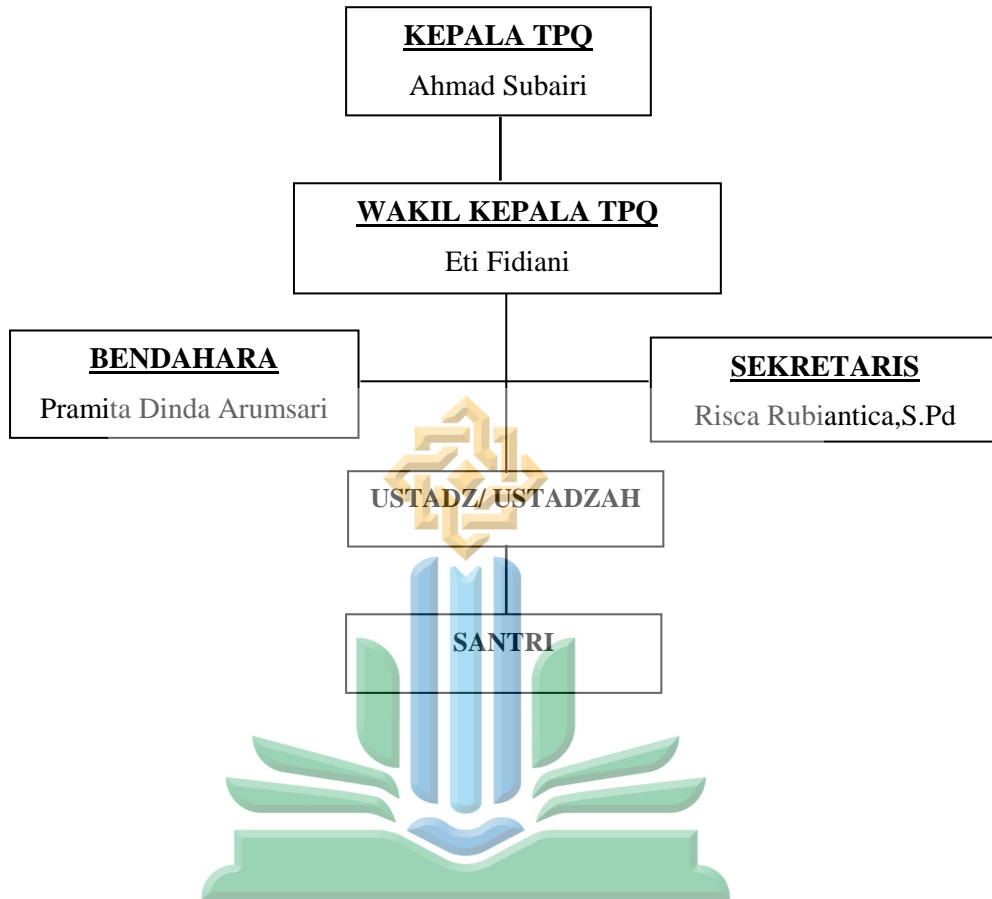 KEPALA TPQ
Ahmad Subairi
WAKIL KEPALA TPQ
Eti Fidiani
BENDAHARA
Pramita Dinda Arumsari
SEKRETARIS
Risca Rubiantica,S.Pd
USTADZ/ USTADZAH
SANTRI